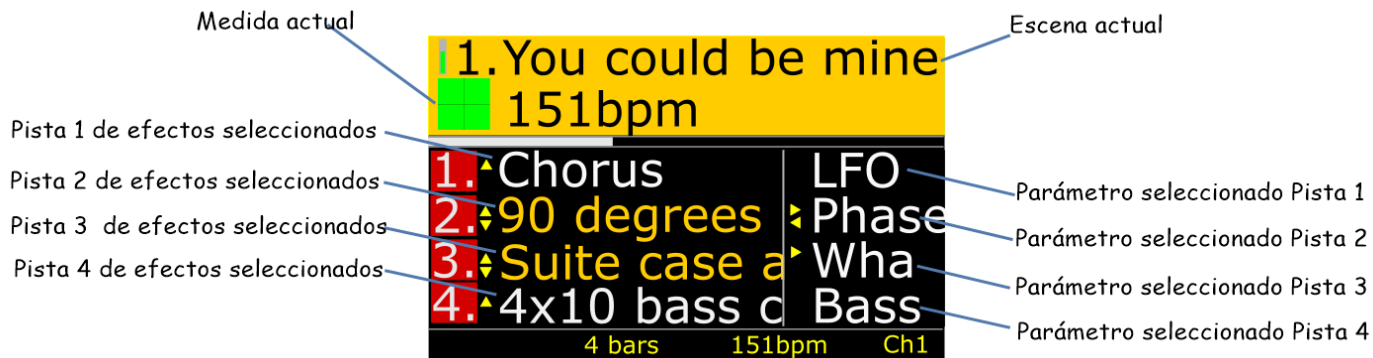 Medida actual
Escena actual
1.You could be mine
151bpm
Pista 1 de efectos seleccionados
1. Chorus LFO
Parámetro seleccionado Pista 1
Pista 2 de efectos seleccionados
2. 90 degrees Phase
Parámetro seleccionado Pista 2
Pista 3 de efectos seleccionados
3. Suite case a Wha
Parámetro seleccionado Pista 3
Pista 4 de efectos seleccionados
4. 4x10 bass c Bass
Parámetro seleccionado Pista 4
4 bars 151bpm Ch1